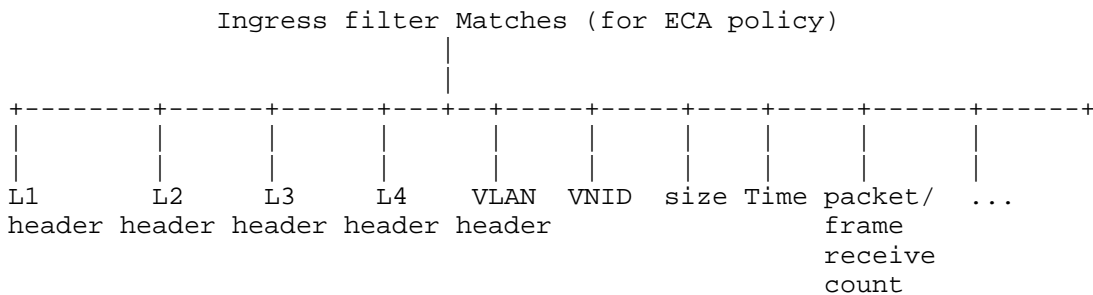 Ingress filter Matches (for ECA policy)
L1 L2 L3 L4 VLAN VNID size Time packet/ ...
header header header header header frame
receive
count